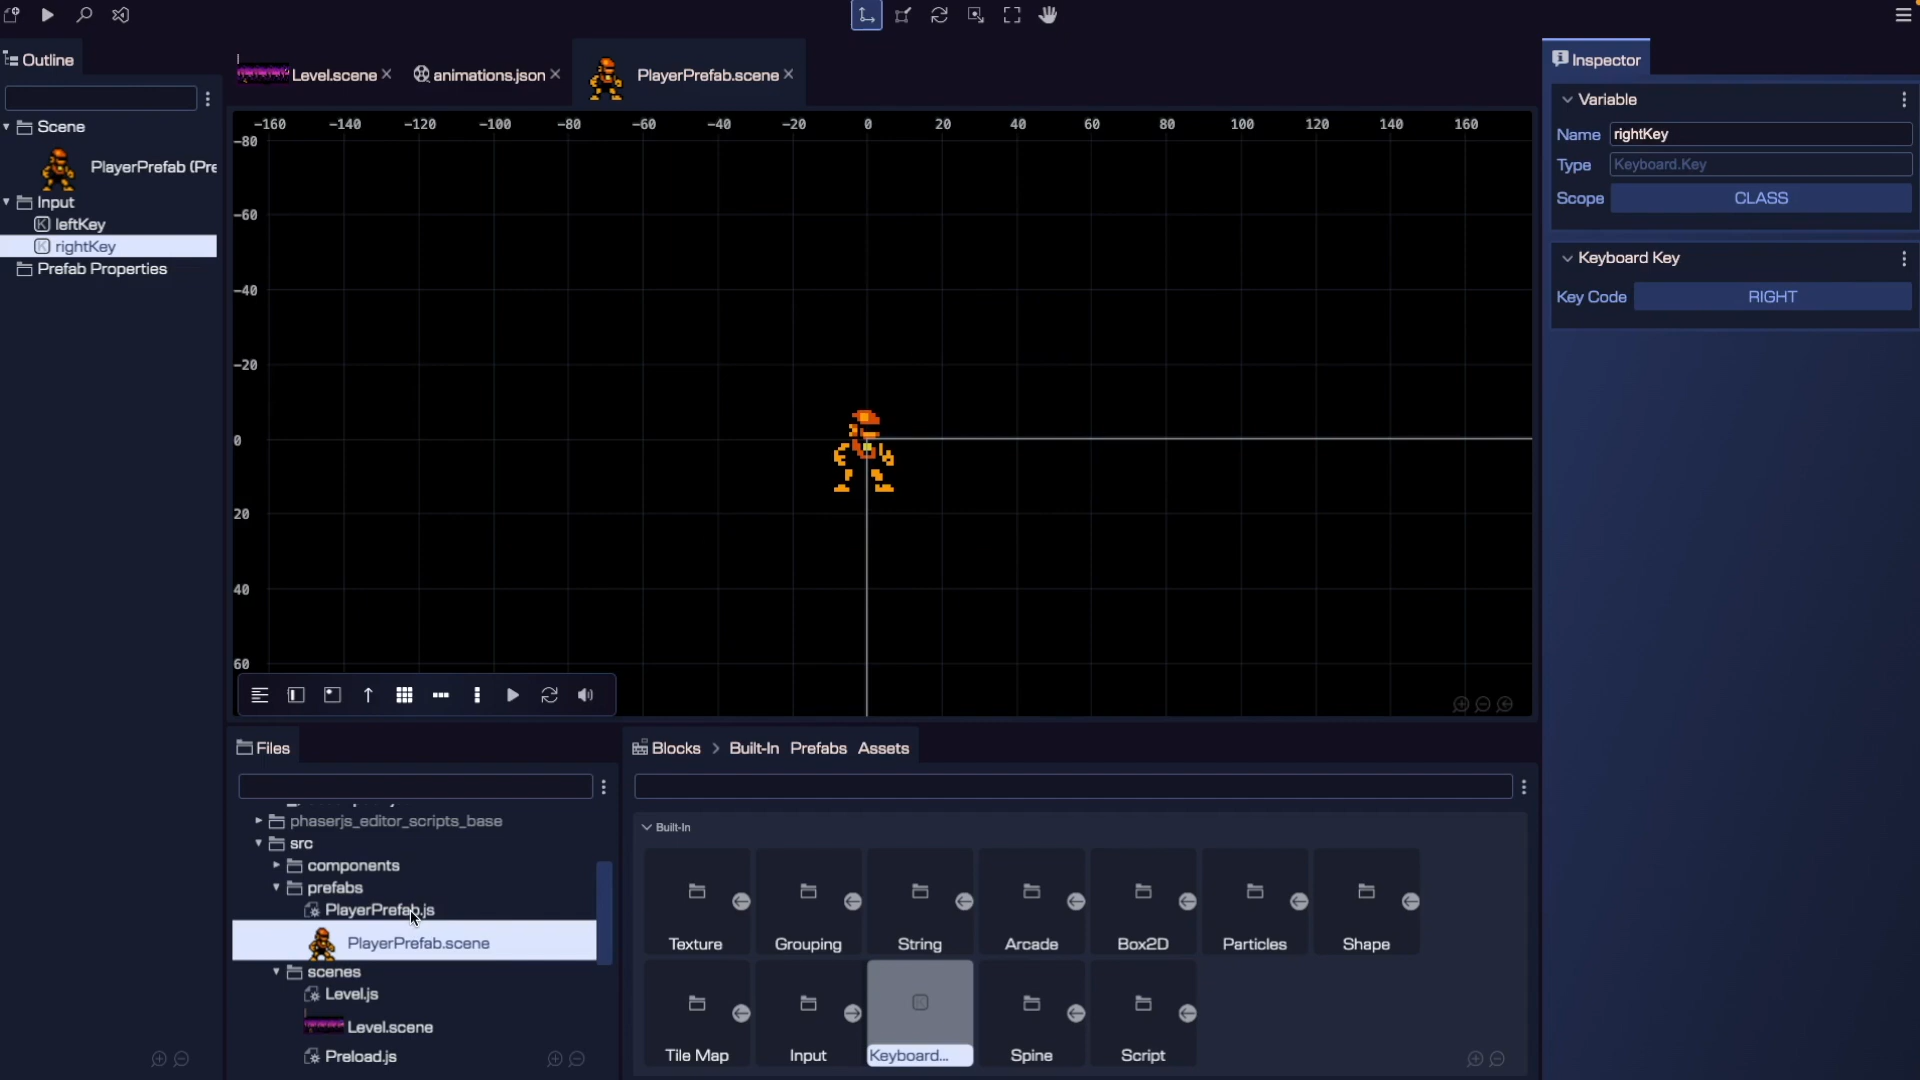 Outline
Level.scene
animations.json
PlayerPrefab.scene
Inspector
Scene
PlayerPrefab (Pre
Input
leftKey
rightKey
Prefab Properties
-160 -140 -120 -100 -80 -60 -40 -20 0 20 40 60 80 100 120 140 160
-80
-60
-40
-20
0
20
40
60
Variable
Name rightKey
Type Keyboard.Key
Scope CLASS
Keyboard Key
Key Code RIGHT
Files
phaserjs_editor_scripts_base
src
components
prefabs
PlayerPrefab.js
PlayerPrefab.scene
scenes
Level.js
Level.scene
Preload.js
Blocks > Built-In Prefabs Assets
Built-In
Texture Grouping String Arcade Box2D Particles Shape
Tile Map Input Keyboard... Spine Script